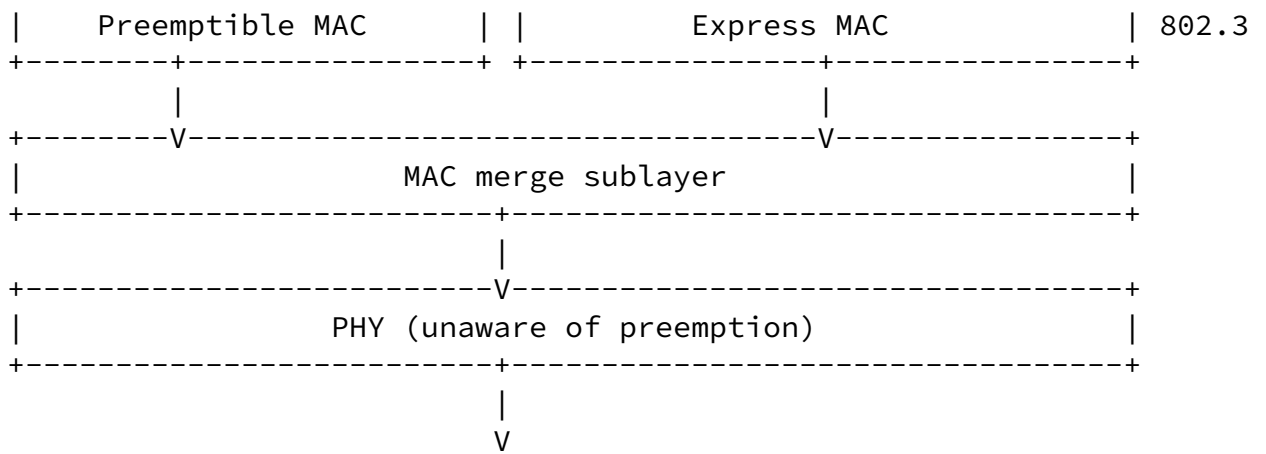 |    Preemptible MAC      | |         Express MAC             | 802.3
+--------+----------------+ +----------------+----------------+
         |                                   |
+--------V-----------------------------------V----------------+
|                     MAC merge sublayer                      |
+--------------------------+----------------------------------+
                           |
+--------------------------V----------------------------------+
|                 PHY (unaware of preemption)                 |
+--------------------------+----------------------------------+
                           |
                           V